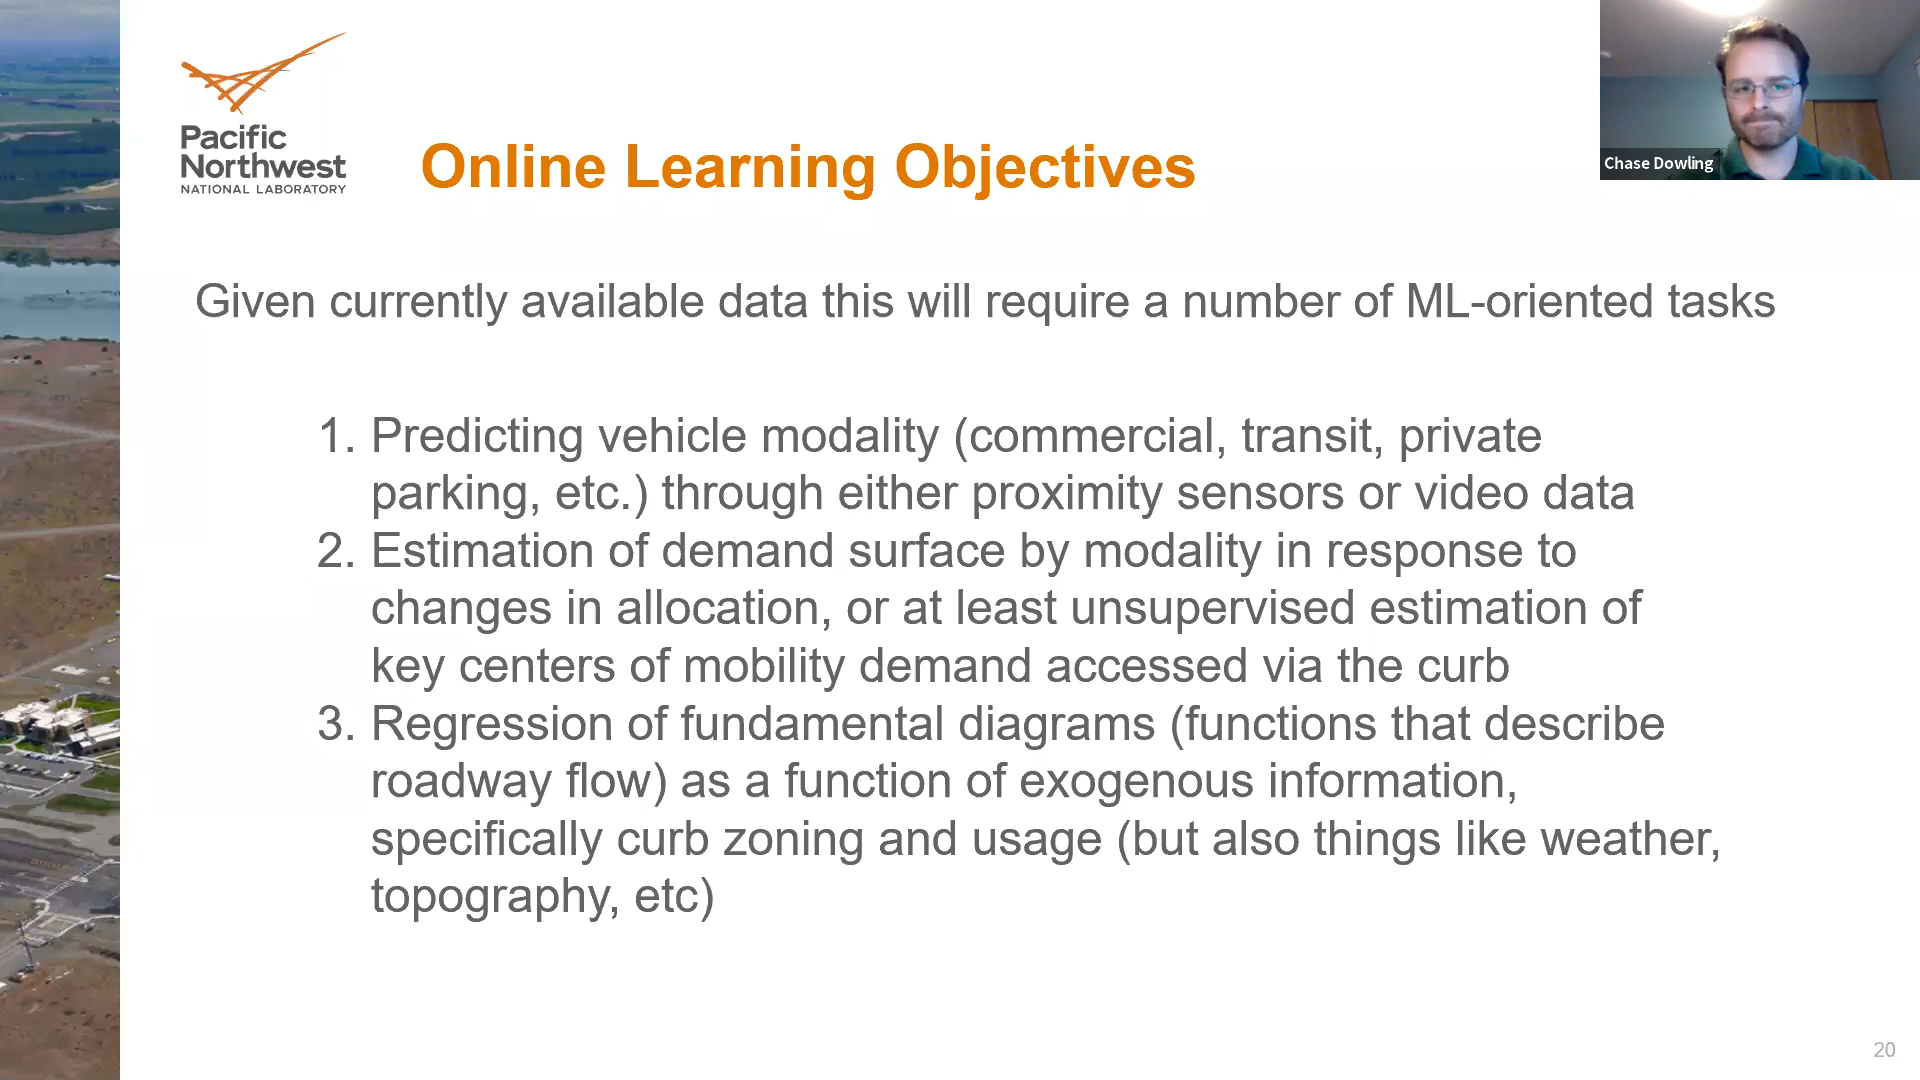 Pacific
Northwest
NATIONAL LABORATORY
Online Learning Objectives
Chase Dowling
Given currently available data this will require a number of ML-oriented tasks
1. Predicting vehicle modality (commercial, transit, private
parking, etc.) through either proximity sensors or video data
2. Estimation of demand surface by modality in response to
changes in allocation, or at least unsupervised estimation of
key centers of mobility demand accessed via the curb
3. Regression of fundamental diagrams (functions that describe
roadway flow) as a function of exogenous information,
specifically curb zoning and usage (but also things like weather,
topography, etc)
20